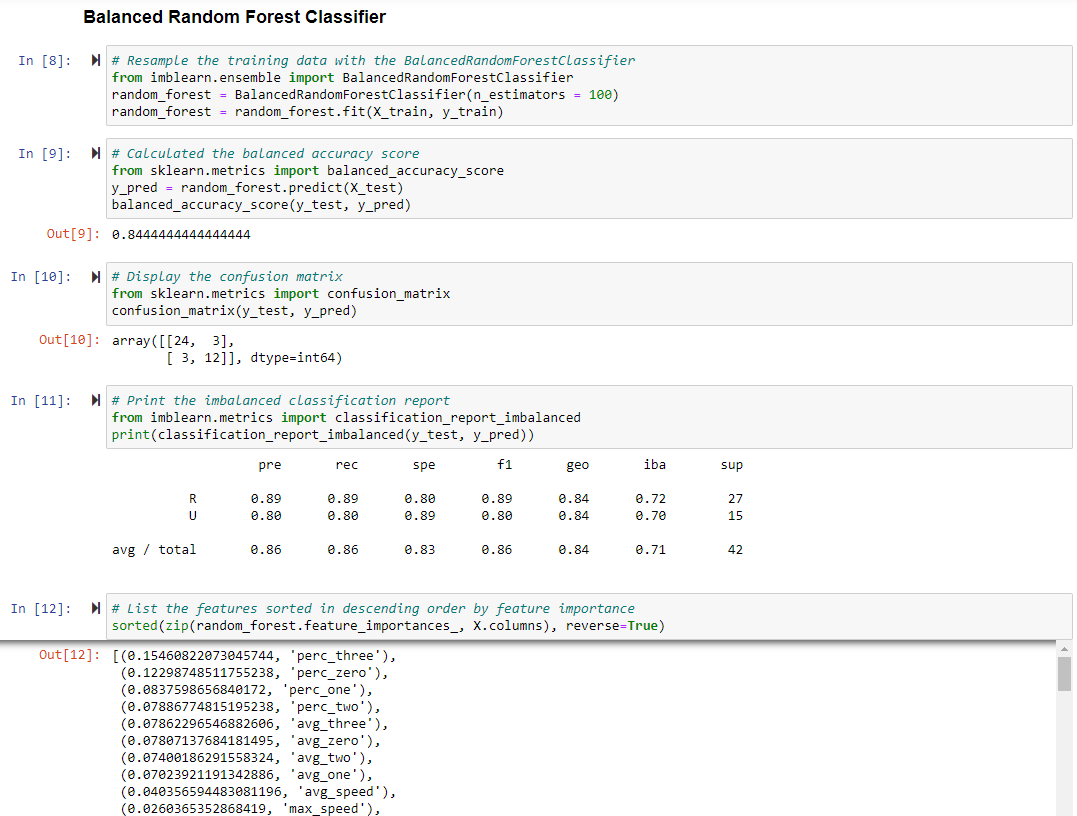 Balanced Random Forest Classifier
In [8]:
# Resample the training data with the BalancedRandomForestClassifier
from imblearn.ensemble import BalancedRandomForestClassifier
random_forest = BalancedRandomForestClassifier(n_estimators = 100)
random_forest = random_forest.fit(X_train, y_train)
In [9]:
# Calculated the balanced accuracy score
from sklearn.metrics import balanced_accuracy_score
y_pred = random_forest.predict(X_test)
balanced_accuracy_score(y_test, y_pred)
Out[9]: 0.8444444444444444
In [10]:
# Display the confusion matrix
from sklearn.metrics import confusion_matrix
confusion_matrix(y_test, y_pred)
Out[10]: array([[24,  3],
       [ 3, 12]], dtype=int64)
In [11]:
# Print the imbalanced classification report
from imblearn.metrics import classification_report_imbalanced
print(classification_report_imbalanced(y_test, y_pred))
pre rec spe f1 geo iba sup
R 0.89 0.89 0.80 0.89 0.84 0.72 27
U 0.80 0.80 0.89 0.80 0.84 0.70 15
avg / total 0.86 0.86 0.83 0.86 0.84 0.71 42
In [12]:
# List the features sorted in descending order by feature importance
sorted(zip(random_forest.feature_importances_, X.columns), reverse=True)
Out[12]: [(0.15460822073045744, 'perc_three'),
(0.12298748511755238, 'perc_zero'),
(0.0837598656840172, 'perc_one'),
(0.07886774815195238, 'perc_two'),
(0.07862296546882606, 'avg_three'),
(0.07807137684181495, 'avg_zero'),
(0.07400186291558324, 'avg_two'),
(0.07023921191342886, 'avg_one'),
(0.040356594483081196, 'avg_speed'),
(0.0260365352868419, 'max_speed'),